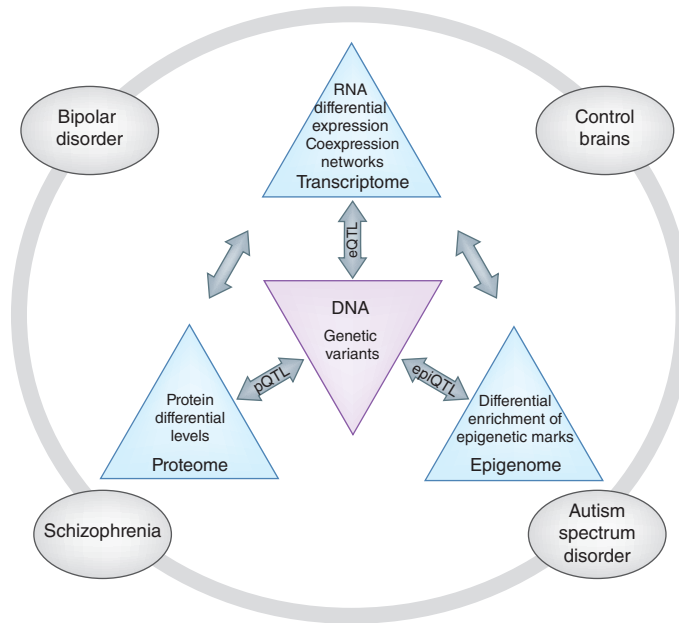 RNA
differential
expression
Coexpression
networks
Transcriptome
Bipolar
disorder
Control
brains
eQTL
DNA
Genetic
variants
pQTL
epiQTL
Protein
differential
levels
Proteome
Differential
enrichment of
epigenetic marks
Epigenome
Schizophrenia
Autism
spectrum
disorder